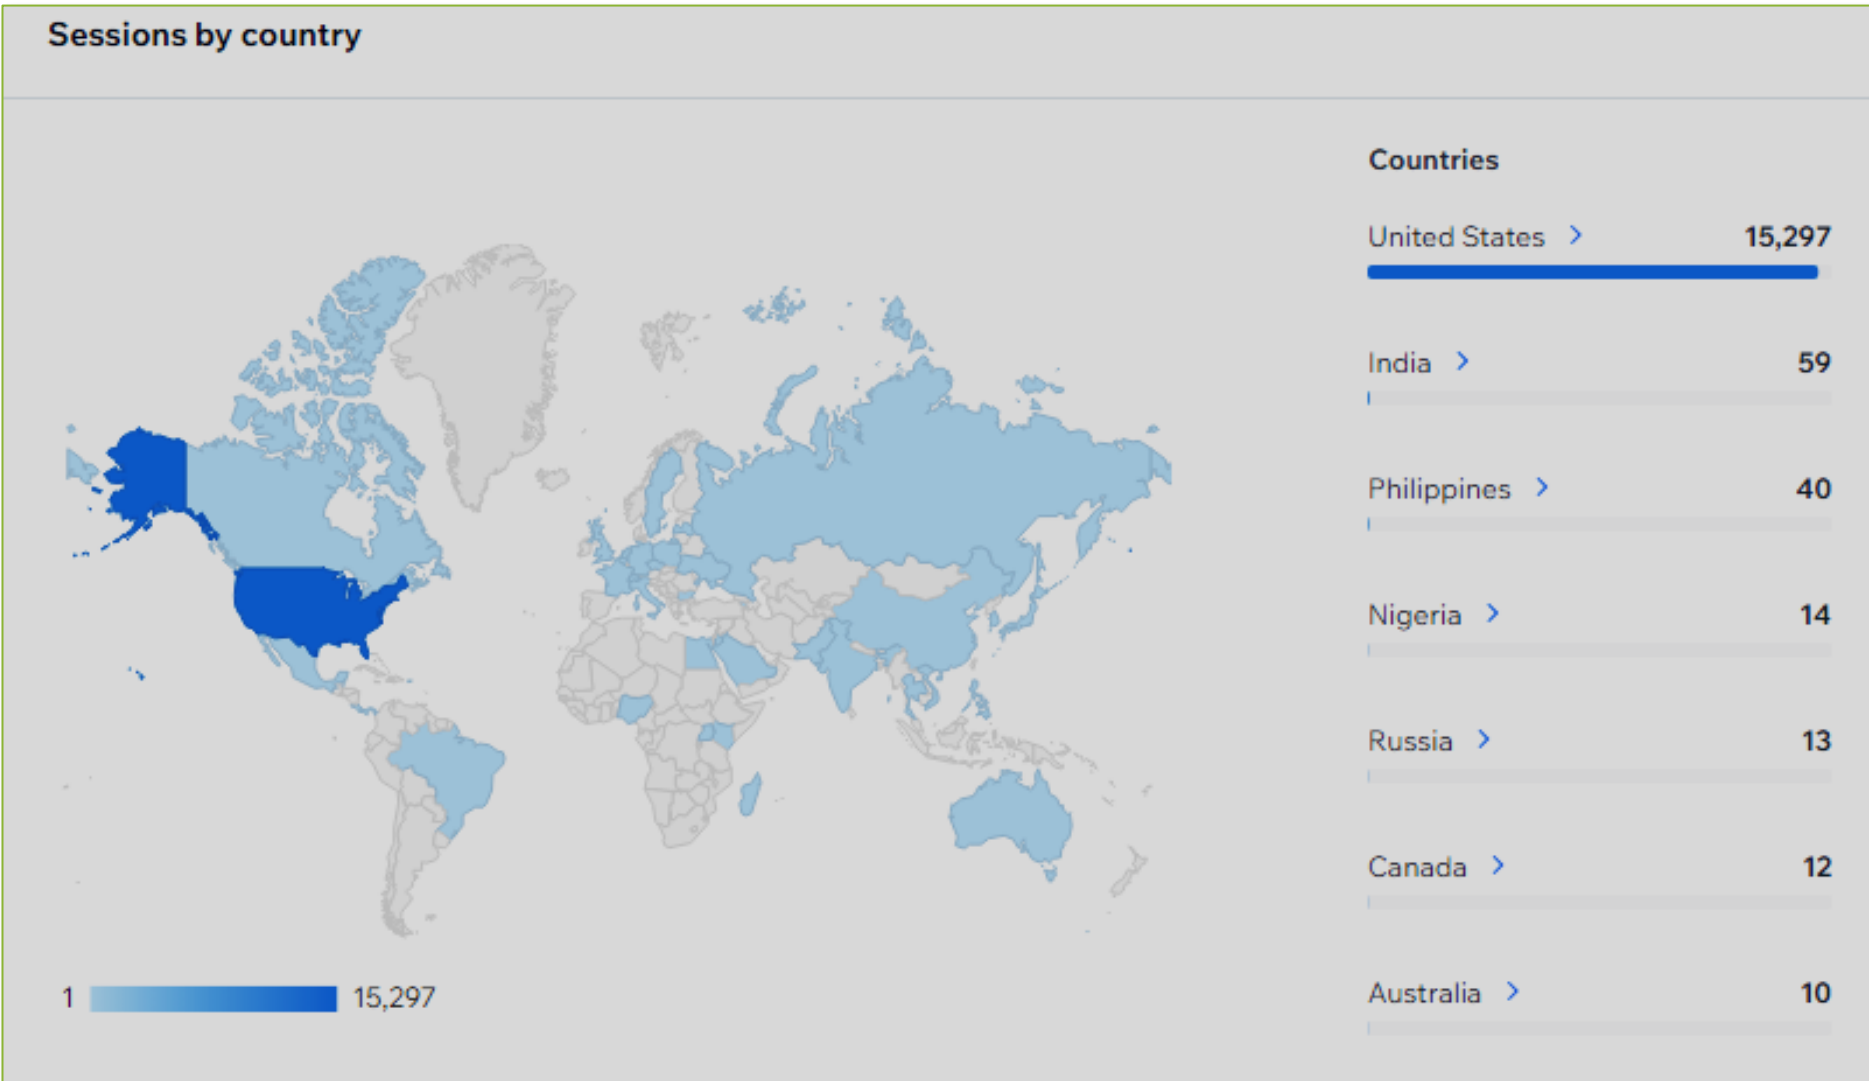 Sessions by country
Countries
United States 15,297
India 59
Philippines 40
Nigeria 14
Russia 13
Canada 12
Australia 10
1 15,297